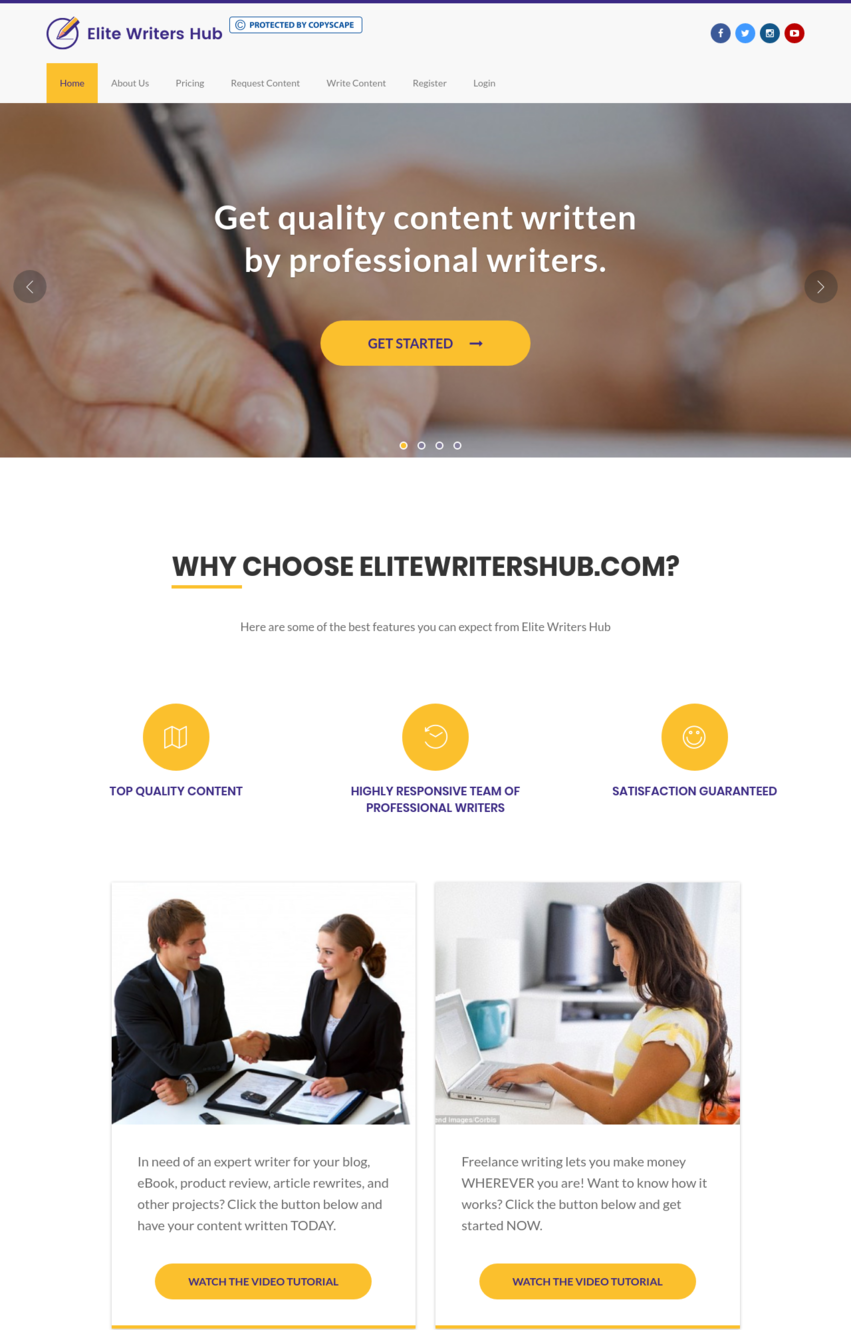 Elite Writers Hub
© PROTECTED BY COPYSCAPE
Home
About Us
Pricing
Request Content
Write Content
Register
Login
Get quality content written
by professional writers.
GET STARTED
WHY CHOOSE ELITEWRITERSHUB.COM?
Here are some of the best features you can expect from Elite Writers Hub
TOP QUALITY CONTENT
HIGHLY RESPONSIVE TEAM OF
PROFESSIONAL WRITERS
SATISFACTION GUARANTEED
ond Images/Corbis
In need of an expert writer for your blog,
eBook, product review, article rewrites, and
other projects? Click the button below and
have your content written TODAY.
WATCH THE VIDEO TUTORIAL
Freelance writing lets you make money
WHEREVER you are! Want to know how it
works? Click the button below and get
started NOW.
WATCH THE VIDEO TUTORIAL